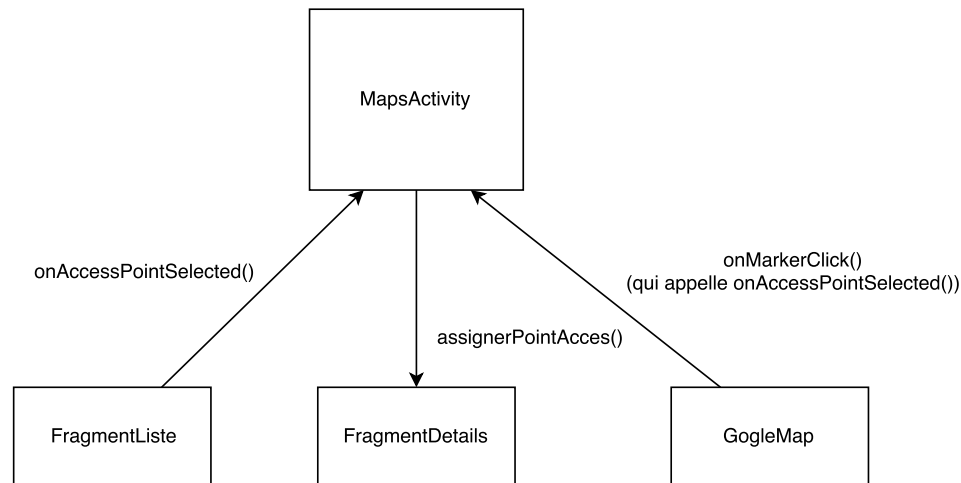 MapsActivity
onAccessPointSelected()
onMarkerClick()
(qui appelle onAccessPointSelected())
assignerPointAcces()
FragmentListe
FragmentDetails
GogleMap